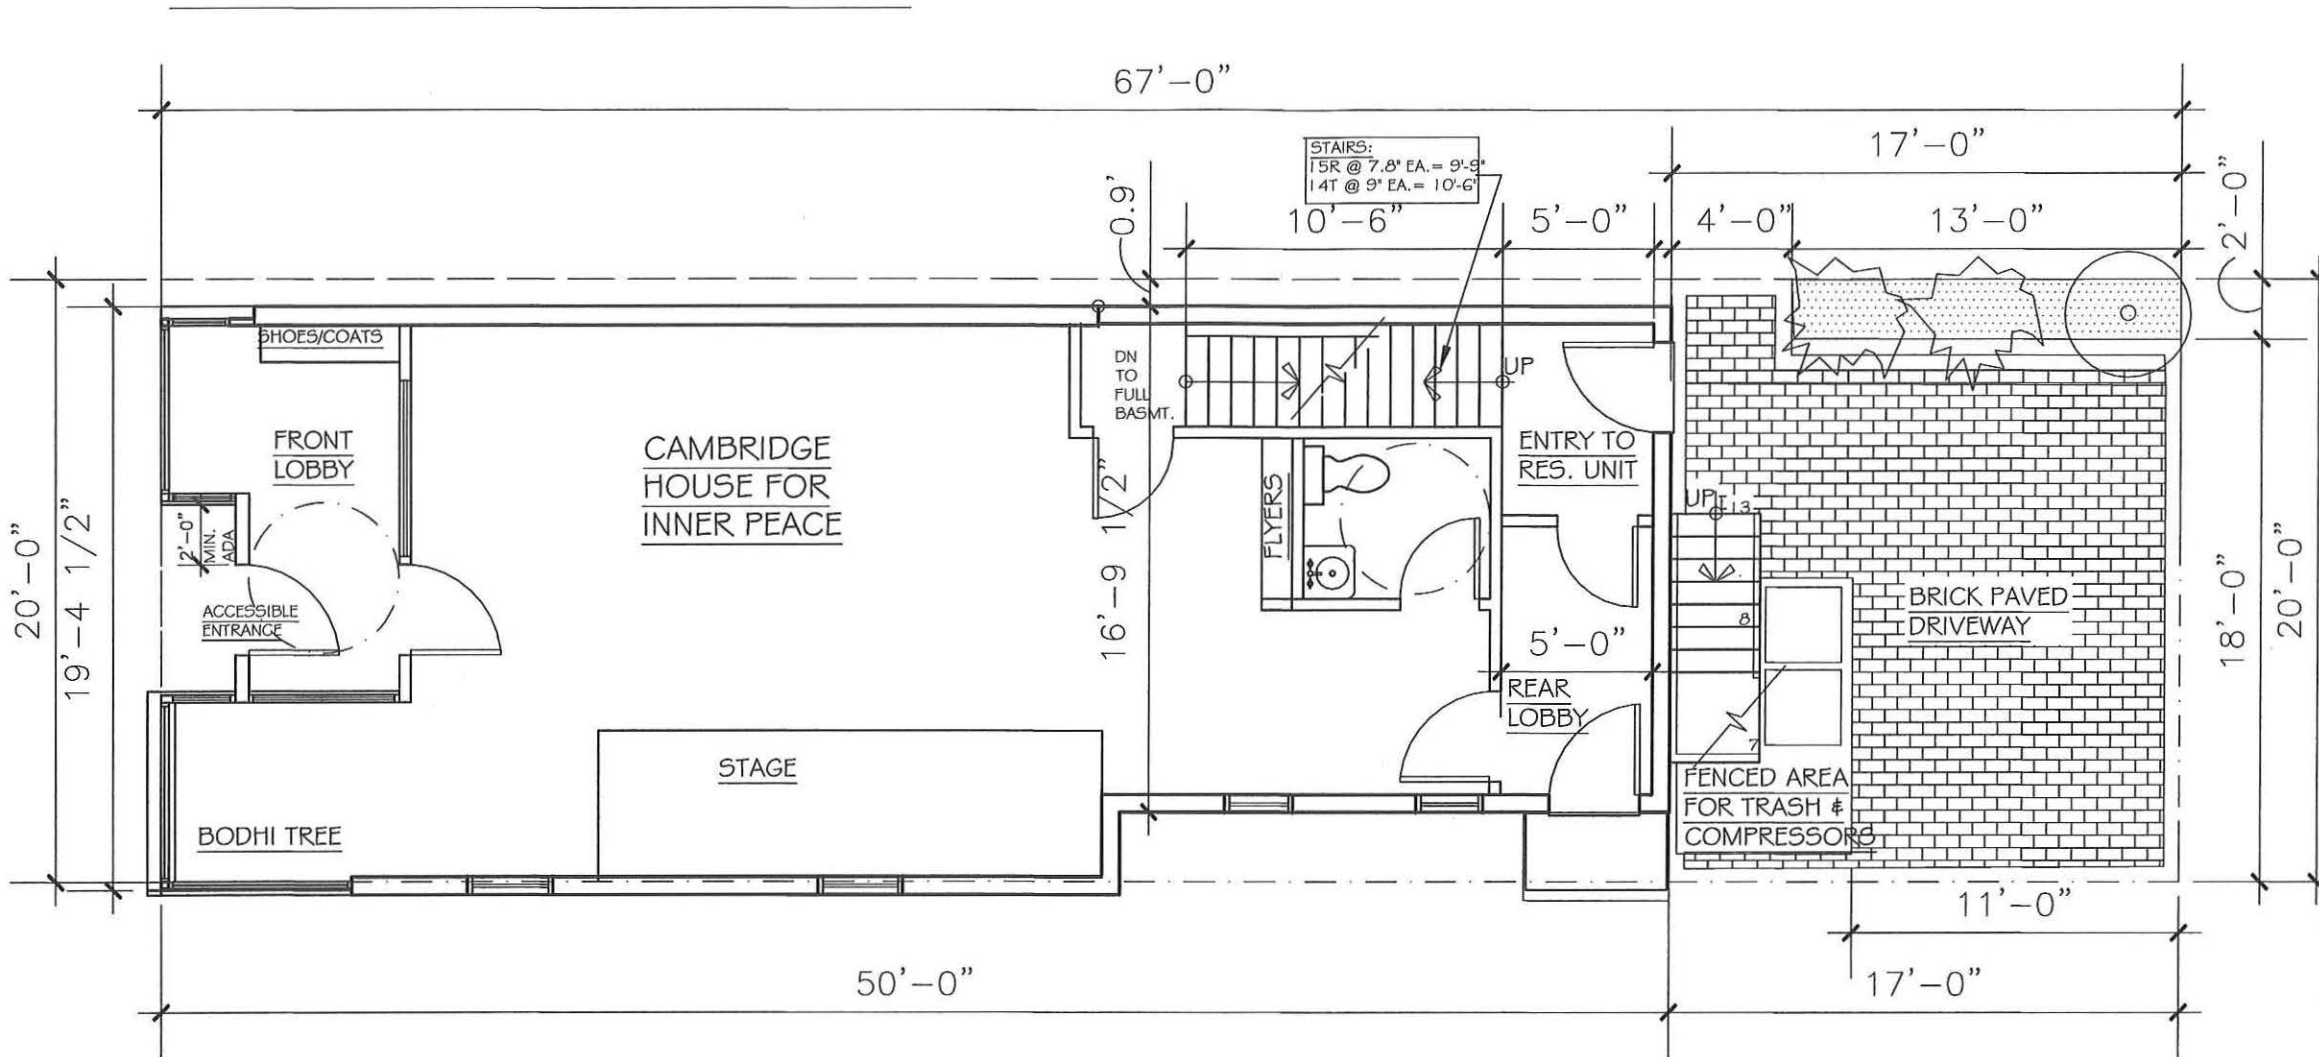 67'-0"
17'-0"
STAIRS:
15R @ 7.8" EA.= 9'-9"
14T @ 9" EA.= 10'-6"
0.9'
10'-6"
5'-0"
4'-0"
13'-0"
2'-0"
SHOES/COATS
DN
TO
FULL
BASMT.
UP
FRONT
LOBBY
CAMBRIDGE
HOUSE FOR
INNER PEACE
FLYERS
ENTRY TO
RES. UNIT
UP
13
20'-0"
19'-4 1/2"
2'-0"
MIN.
ADA
16'-9 1/2"
ACCESSIBLE
ENTRANCE
8
BRICK PAVED
DRIVEWAY
18'-0"
20'-0"
5'-0"
REAR
LOBBY
STAGE
7
FENCED AREA
FOR TRASH &
COMPRESSORS
BODHI TREE
11'-0"
50'-0"
17'-0"